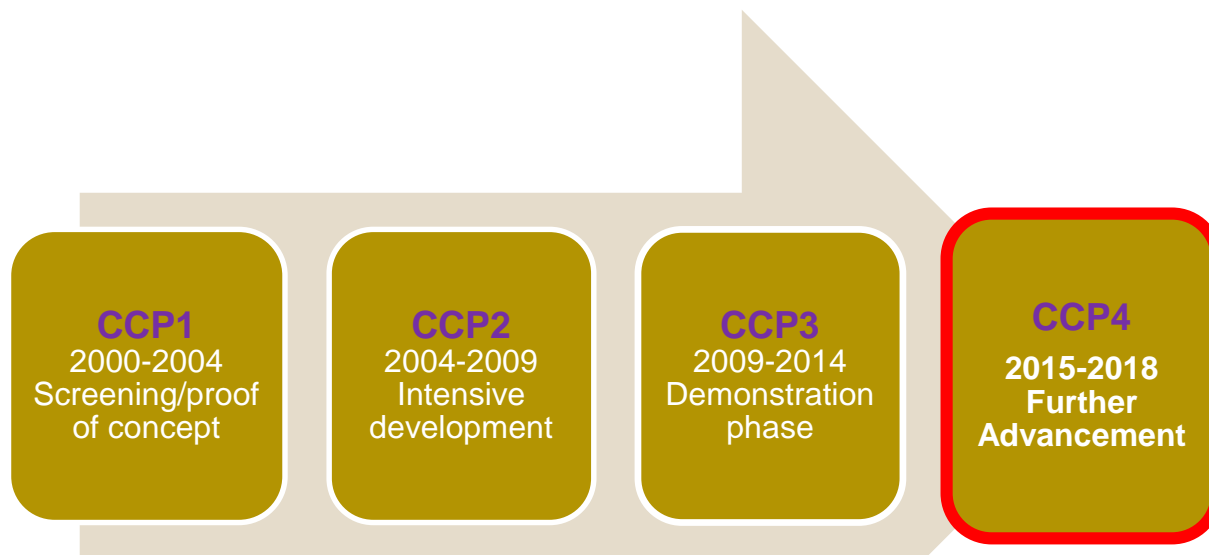 CCP1
2000-2004
Screening/proof
of concept
CCP2
2004-2009
Intensive
development
CCP3
2009-2014
Demonstration
phase
CCP4
2015-2018
Further
Advancement